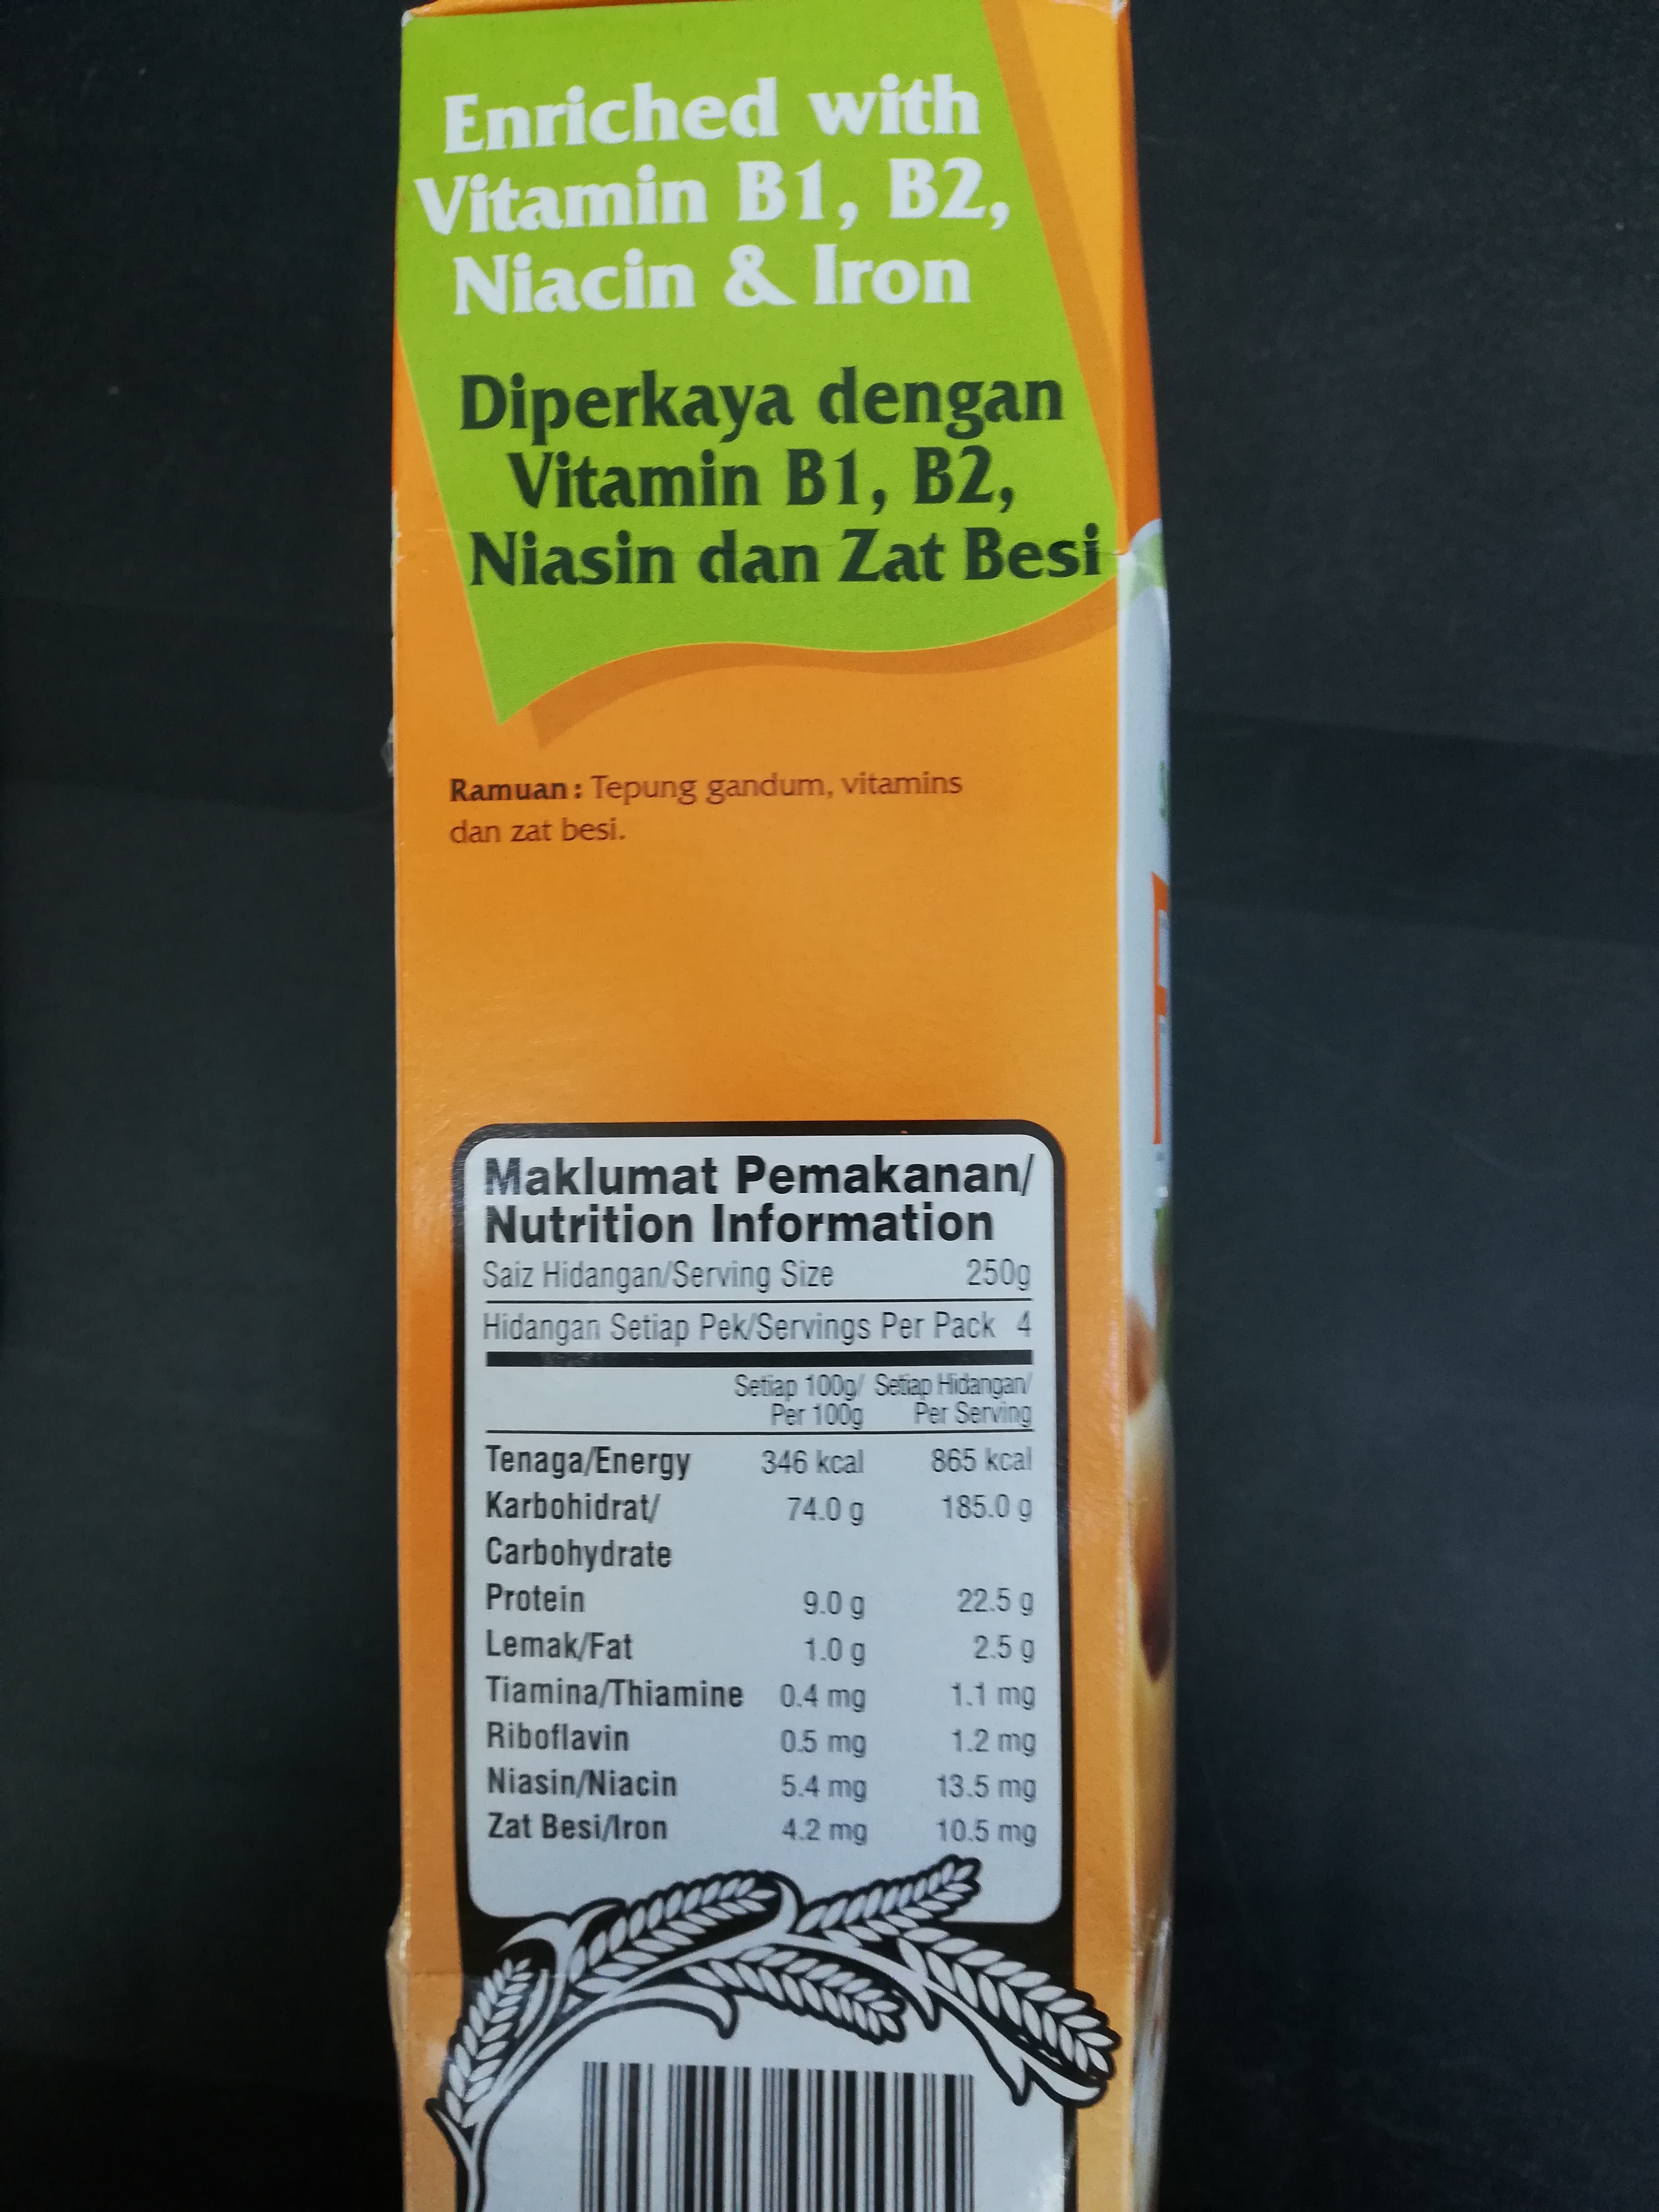 Enriched with
Vitamin B1, B2,
Niacin & Iron
Diperkaya dengan
Vitamin B1, B2,
Niasin dan Zat Besi
Ramuan : Tepung gandum, vitamins
dan zat besi.
Maklumat Pemakanan/
Nutrition Information
Saiz Hidangan/Serving Size 250g
Hidangan Setiap Pek/Servings Per Pack 4
Setiap 100g/ Setiap Hidangan/
Per 100g Per Serving
Tenaga/Energy 346 kcal 865 kcal
Karbohidrat/ 74.0 g 185.0 g
Carbohydrate
Protein 9.0 g 22.5 g
Lemak/Fat 1.0 g 2.5 g
Tiamina/Thiamine 0.4 mg 1.1 mg
Riboflavin 0.5 mg 1.2 mg
Niasin/Niacin 5.4 mg 13.5 mg
Zat Besi/Iron 4.2 mg 10.5 mg